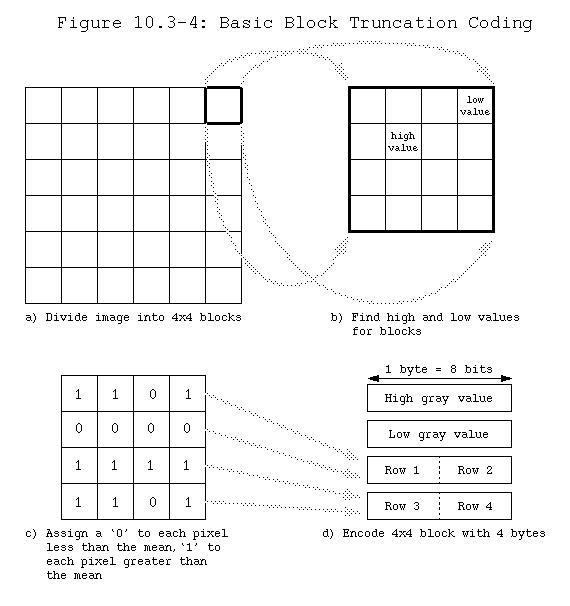 Figure 10.3-4: Basic Block Truncation Coding
low
value
high
value
a) Divide image into 4x4 blocks
b) Find high and low values
for blocks
1 1 0 1
0 0 0 0
1 1 1 1
1 1 0 1
c) Assign a ‘0’ to each pixel
less than the mean, ‘1’ to
each pixel greater than
the mean
1 byte = 8 bits
High gray value
Low gray value
Row 1 Row 2
Row 3 Row 4
d) Encode 4x4 block with 4 bytes